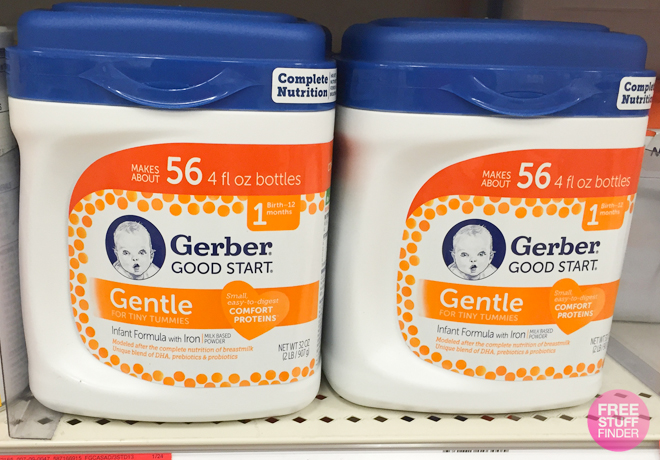 Complete
Nutrition
MAKES
ABOUT 56 4 fl oz bottles
1 Birth-12
months
Gerber®
GOOD START®
Gentle
FOR TINY TUMMIES
Small,
easy-to-digest
COMFORT
PROTEINS
Infant Formula with Iron | MILK BASED
POWDER
Modeled after the complete nutrition of breastmilk
Unique blend of DHA, prebiotics & probiotics
NET WT 32 OZ
(2 LB) 907g
Nutriti
MAKES
ABOUT 56 4 fl oz bottles
1 Birth-12
months
Gerber®
GOOD START®
Gentle
FOR TINY TUMMIES
Small,
easy-to-digest
COMFORT
PROTEINS
Infant Formula with Iron | MILK BASED
POWDER
Modeled after the complete nutrition of breastmilk
Unique blend of DHA, prebiotics & probiotics
NET
FREE
STUFF
FINDER